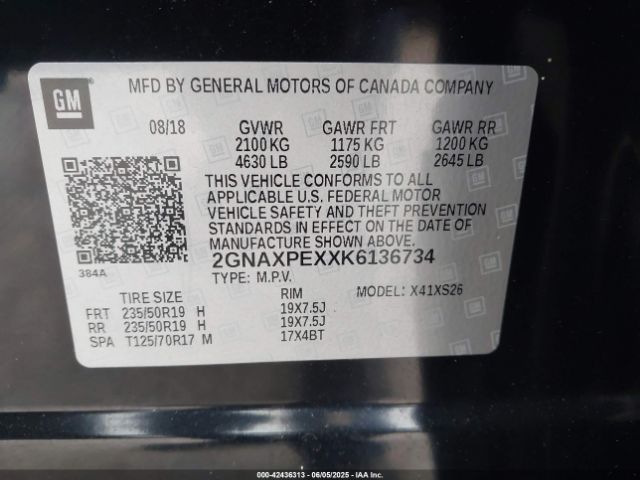 GM
MFD BY GENERAL MOTORS OF CANADA COMPANY
08/18 GVWR GAWR FRT GAWR RR
2100 KG 1175 KG 1200 KG
4630 LB 2590 LB 2645 LB
THIS VEHICLE CONFORMS TO ALL
APPLICABLE U.S. FEDERAL MOTOR
VEHICLE SAFETY AND THEFT PREVENTION
STANDARDS IN EFFECT ON THE DATE OF
MANUFACTURE SHOWN ABOVE.
384A
2GNAXPEXXK6136734
TYPE: M.P.V. MODEL: X41XS26
TIRE SIZE RIM
FRT 235/50R19 H 19X7.5J
RR 235/50R19 H 19X7.5J
SPA T125/70R17 M 17X4BT
000-42436313 - 06/05/2025 - IAA Inc.